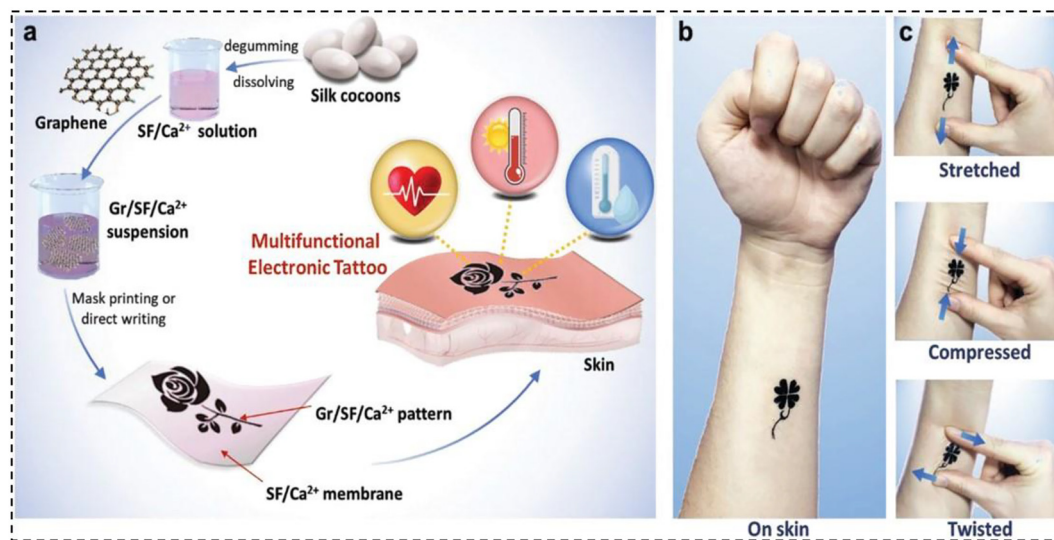 a
degumming
dissolving
Silk cocoons
Graphene
SF/Ca²⁺ solution
Gr/SF/Ca²⁺
suspension
Mask printing or
direct writing
Multifunctional
Electronic Tattoo
Skin
Gr/SF/Ca²⁺ pattern
SF/Ca²⁺ membrane
b
On skin
c
Stretched
Compressed
Twisted